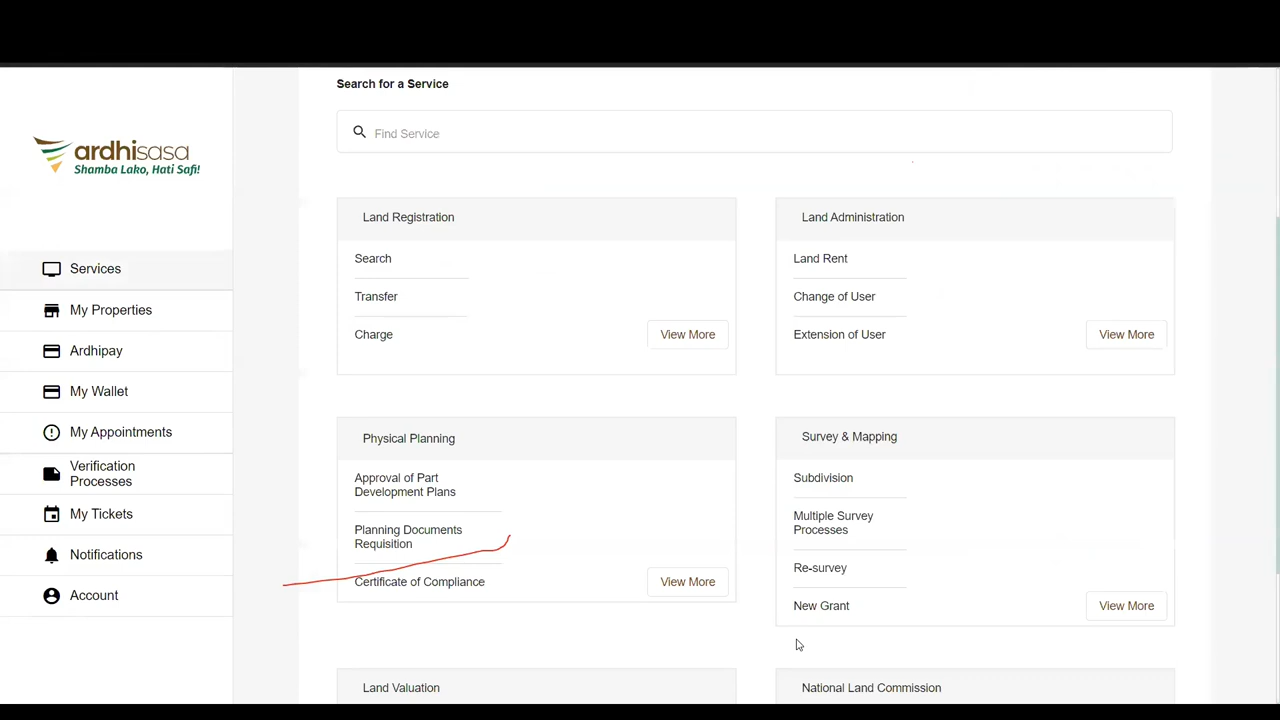 Search for a Service
Find Service
ardhisasa
Shamba Lako, Hati Safi!
Services
My Properties
Ardhipay
My Wallet
My Appointments
Verification
Processes
My Tickets
Notifications
Account
Land Registration
Search
Transfer
Charge
View More
Land Administration
Land Rent
Change of User
Extension of User
View More
Physical Planning
Approval of Part
Development Plans
Planning Documents
Requisition
Certificate of Compliance
View More
Survey & Mapping
Subdivision
Multiple Survey
Processes
Re-survey
New Grant
View More
Land Valuation
National Land Commission